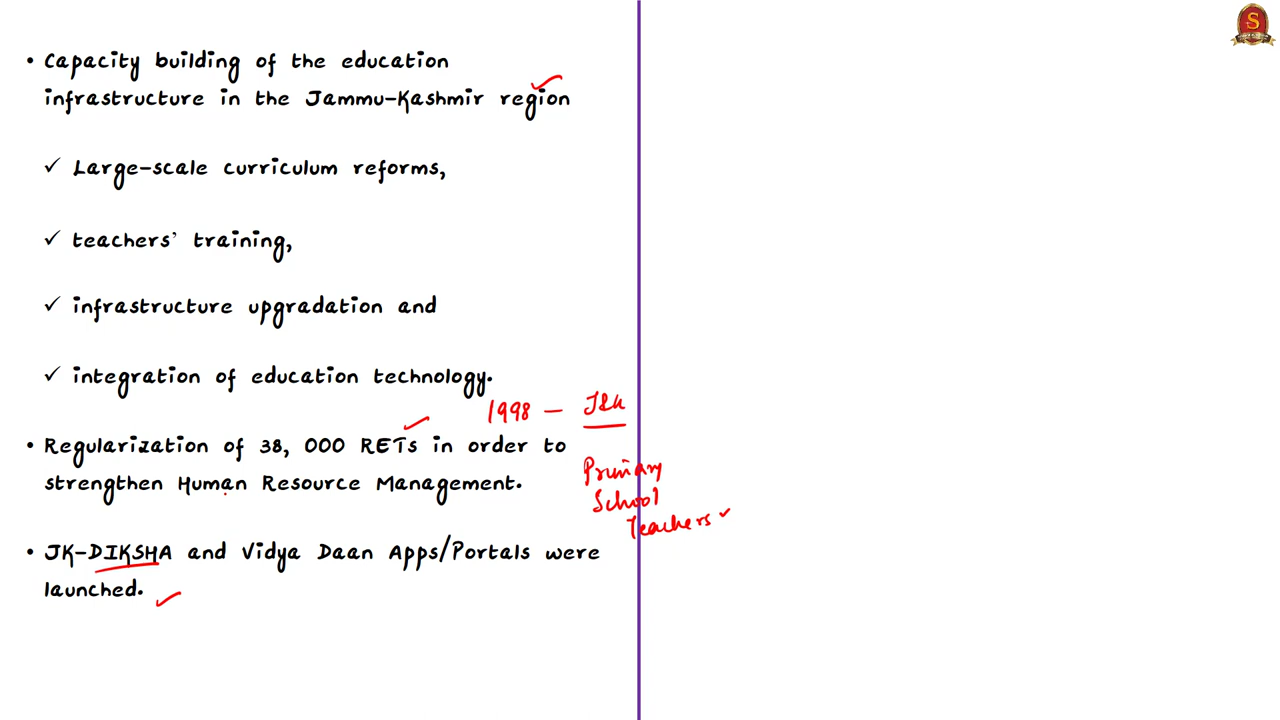 • Capacity building of the education
infrastructure in the Jammu-Kashmir region
✓ Large-scale curriculum reforms,
✓ teachers' training,
✓ infrastructure upgradation and
✓ integration of education technology.
1998 – J&K
• Regularization of 38, 000 RETs in order to
strengthen Human Resource Management.
Primary
School
Teachers
• JK-DIKSHA and Vidya Daan Apps/Portals were
launched.
S